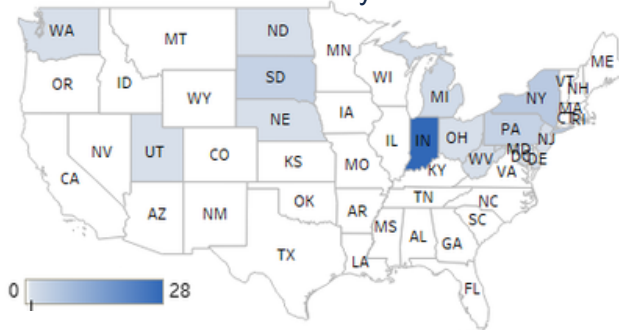 WA
MT
ND
MN
ME
OR
ID
SD
WI
MI
VT
NH
WY
NY
MA
CT
RI
IA
NE
PA
NJ
NV
UT
IL
IN
OH
MD
DC
DE
CO
WV
CA
KS
MO
KY
VA
OK
TN
NC
AZ
NM
AR
SC
MS
AL
GA
TX
LA
FL
0
28